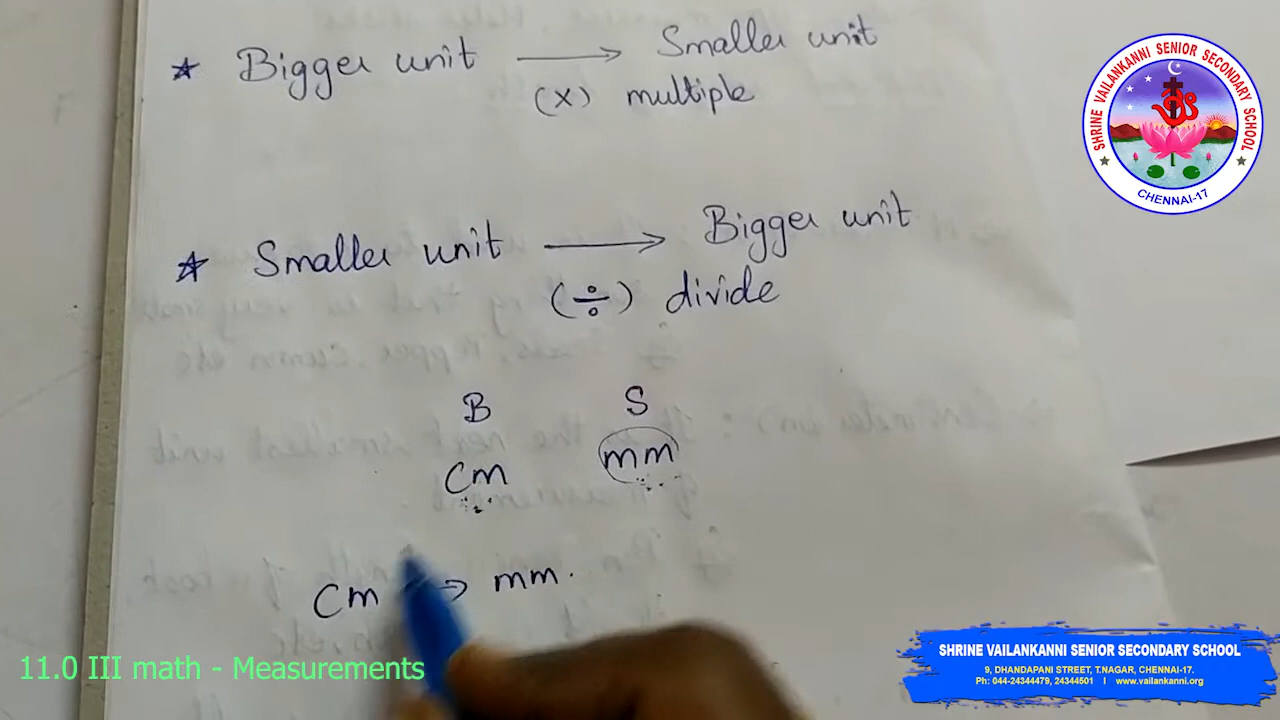 ★ Bigger unit → Smaller unit
(×) multiple
★ Smaller unit → Bigger unit
(÷) divide
B S
Cm mm
Cm → mm.
SHRINE VAILANKANNI SENIOR SECONDARY SCHOOL
CHENNAI-17
11.0 III math - Measurements
SHRINE VAILANKANNI SENIOR SECONDARY SCHOOL
9, DHANDAPANI STREET, T.NAGAR, CHENNAI-17.
Ph: 044-24344479, 24344501 I www.vailankanni.org